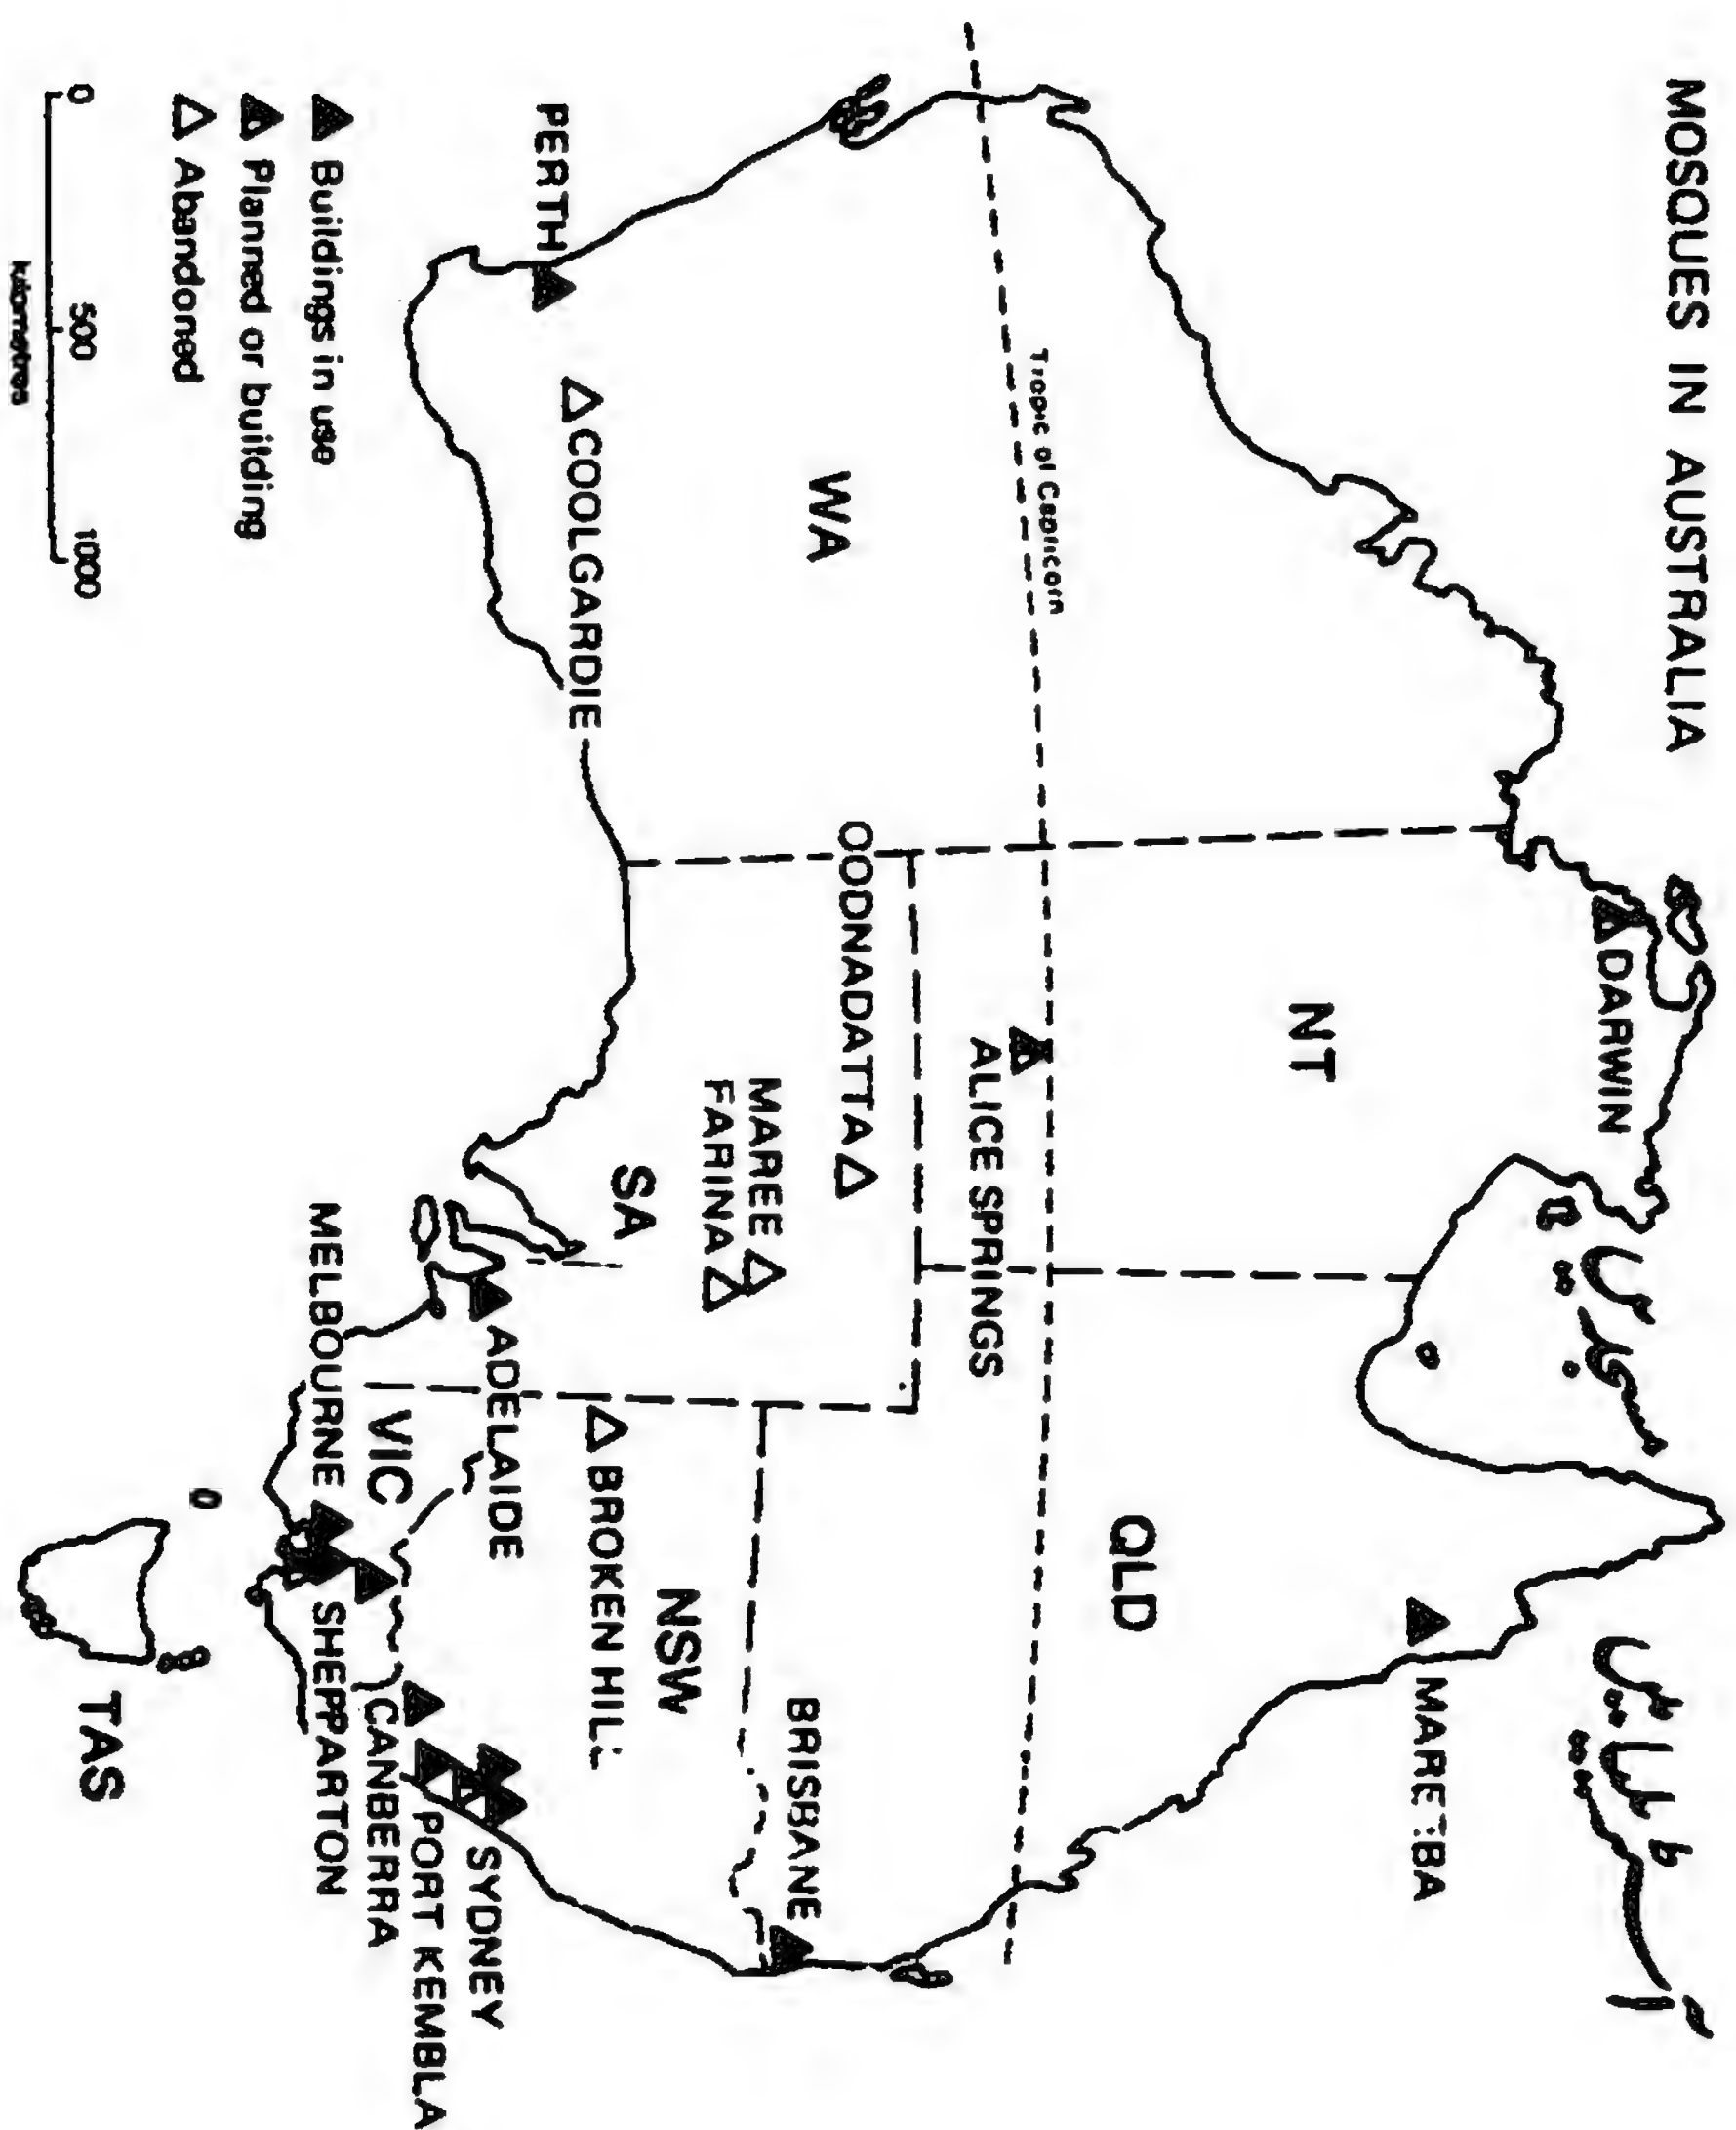 MOSQUES IN AUSTRALIA
DARWIN
NT
Tropic of Capricorn
ALICE SPRINGS
WA
OODNADATTA
MAREE
FARINA
SA
QLD
MAREEBA
BRISBANE
NSW
BROKEN HILL
PERTH
COOLGARDIE
ADELAIDE
SYDNEY
PORT KEMBLA
CANBERRA
VIC
MELBOURNE
SHEPPARTON
TAS
Buildings in use
Planned or building
Abandoned
0 500 1000
kilometres